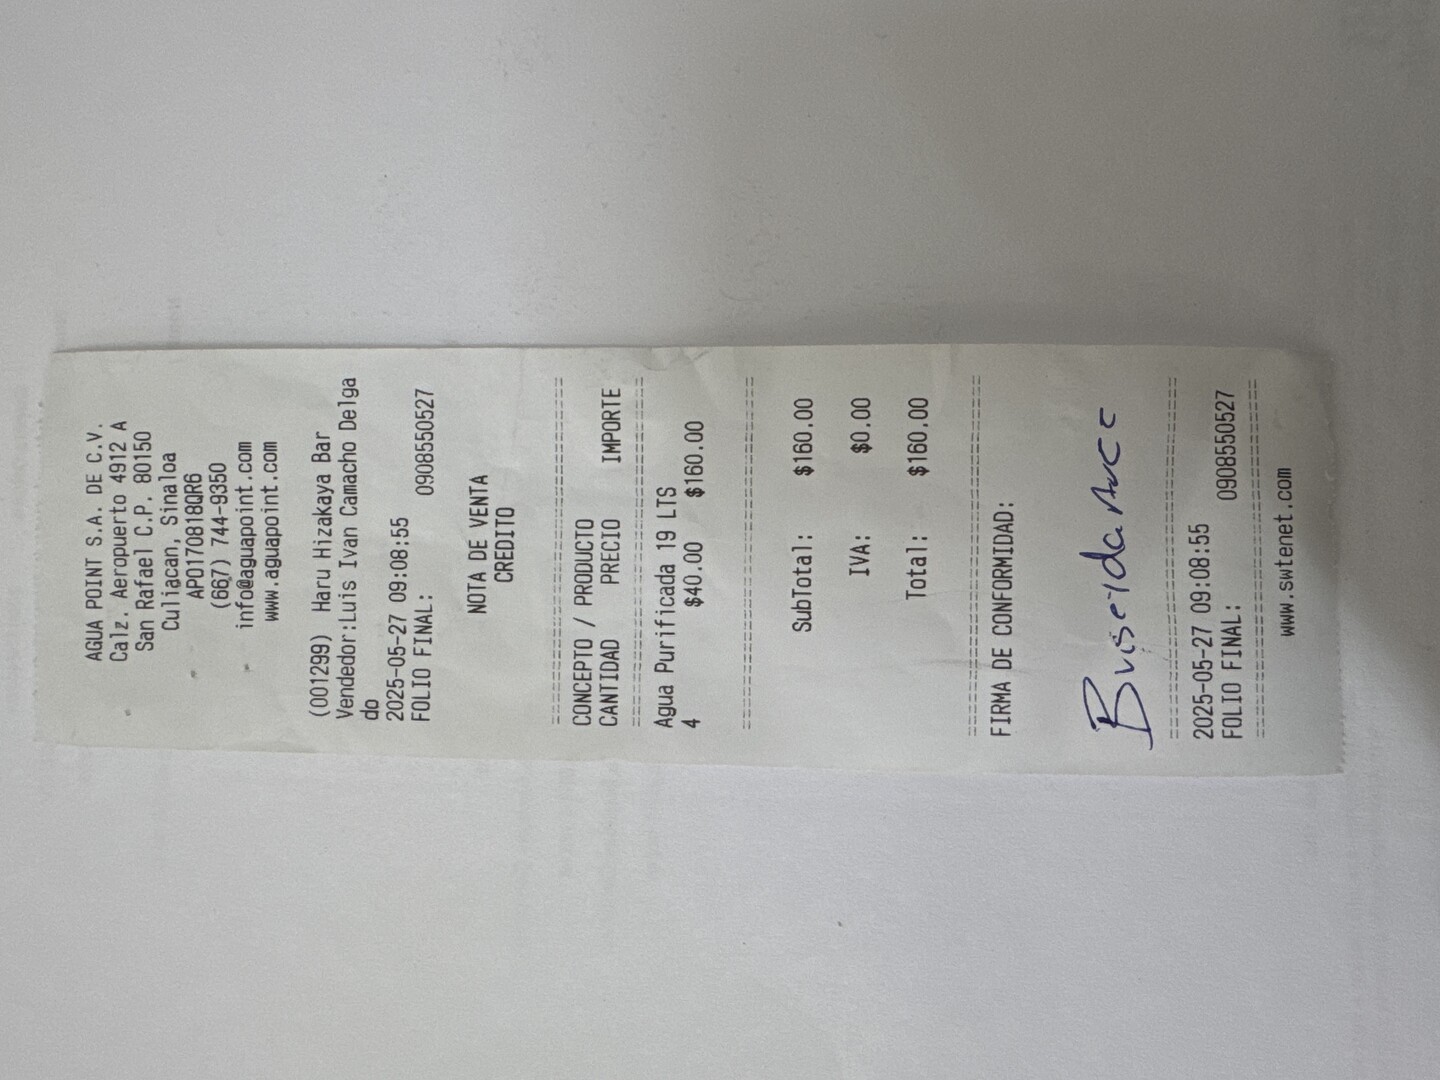 AGUA POINT S.A. DE C.V.
Calz. Aeropuerto 4912 A
San Rafael C.P. 80150
Culiacan, Sinaloa
APO170818QR6
(667) 744-9350
info@aguapoint.com
www.aguapoint.com
(001299) Haru Hizakaya Bar
Vendedor:Luis Ivan Camacho Delga
do
2025-05-27 09:08:55
FOLIO FINAL: 0908550527
NOTA DE VENTA
CREDITO
CONCEPTO / PRODUCTO
CANTIDAD PRECIO IMPORTE
Agua Purificada 19 LTS
4 $40.00 $160.00
SubTotal: $160.00
IVA: $0.00
Total: $160.00
FIRMA DE CONFORMIDAD:
2025-05-27 09:08:55
FOLIO FINAL: 0908550527
www.swtenet.com